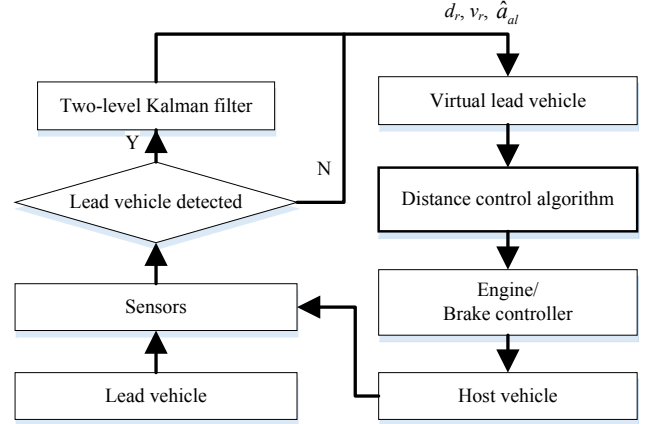 d_r, v_r, â_al
Two-level Kalman filter
Virtual lead vehicle
Y
N
Lead vehicle detected
Distance control algorithm
Sensors
Engine/
Brake controller
Lead vehicle
Host vehicle